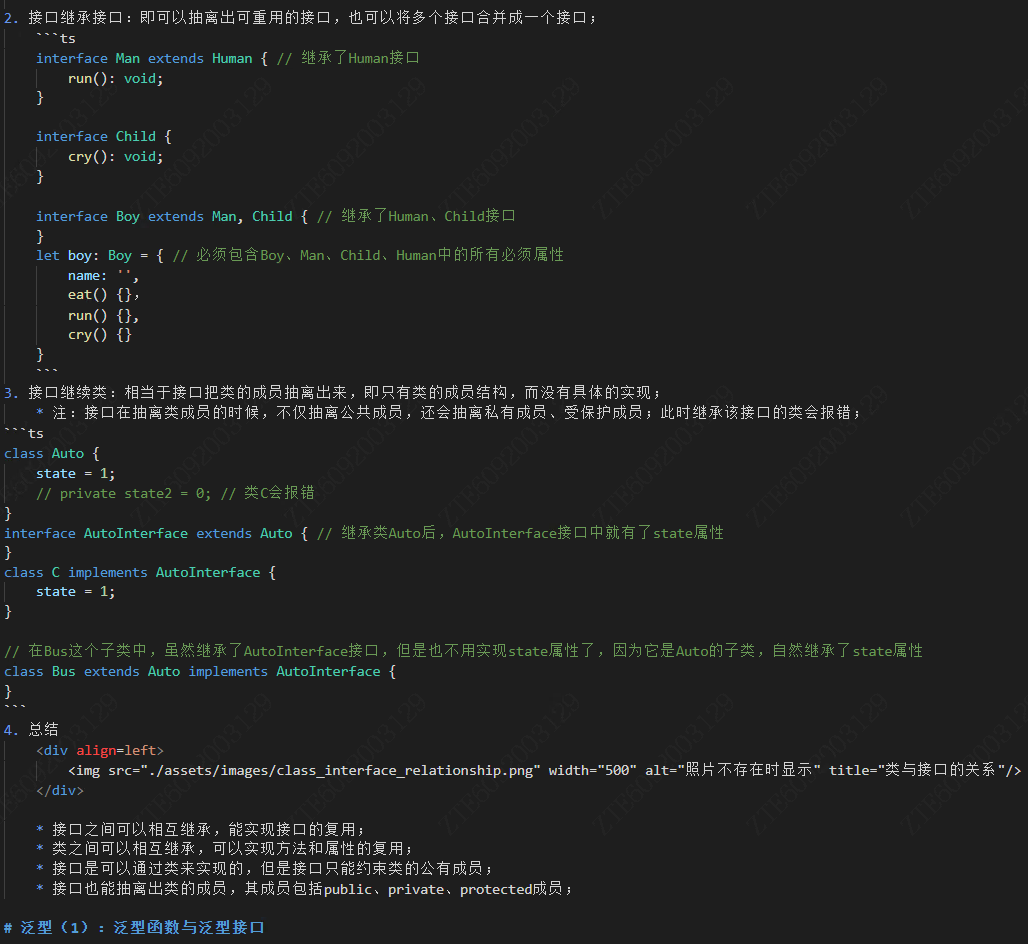 2. 接口继承接口：即可以抽离出可重用的接口，也可以将多个接口合并成一个接口；
```ts
interface Man extends Human { // 继承了Human接口
run(): void;
}
interface Child {
cry(): void;
}
interface Boy extends Man, Child { // 继承了Human、Child接口
}
let boy: Boy = { // 必须包含Boy、Man、Child、Human中的所有必须属性
name: '',
eat() {},
run() {},
cry() {}
}
```
3. 接口继续类：相当于接口把类的成员抽离出来，即只有类的成员结构，而没有具体的实现；
* 注：接口在抽离类成员的时候，不仅抽离公共成员，还会抽离私有成员、受保护成员；此时继承该接口的类会报错；
```ts
class Auto {
state = 1;
// private state2 = 0; // 类C会报错
}
interface AutoInterface extends Auto { // 继承类Auto后，AutoInterface接口中就有了state属性
}
class C implements AutoInterface {
state = 1;
}
// 在Bus这个子类中，虽然继承了AutoInterface接口，但是也不用实现state属性了，因为它是Auto的子类，自然继承了state属性
class Bus extends Auto implements AutoInterface {
}
```
4. 总结
<div align=left>
<img src="./assets/images/class_interface_relationship.png" width="500" alt="照片不存在时显示" title="类与接口的关系"/>
</div>
* 接口之间可以相互继承，能实现接口的复用；
* 类之间可以相互继承，可以实现方法和属性的复用；
* 接口是可以通过类来实现的，但是接口只能约束类的公有成员；
* 接口也能抽离出类的成员，其成员包括public、private、protected成员；
# 泛型（1）：泛型函数与泛型接口